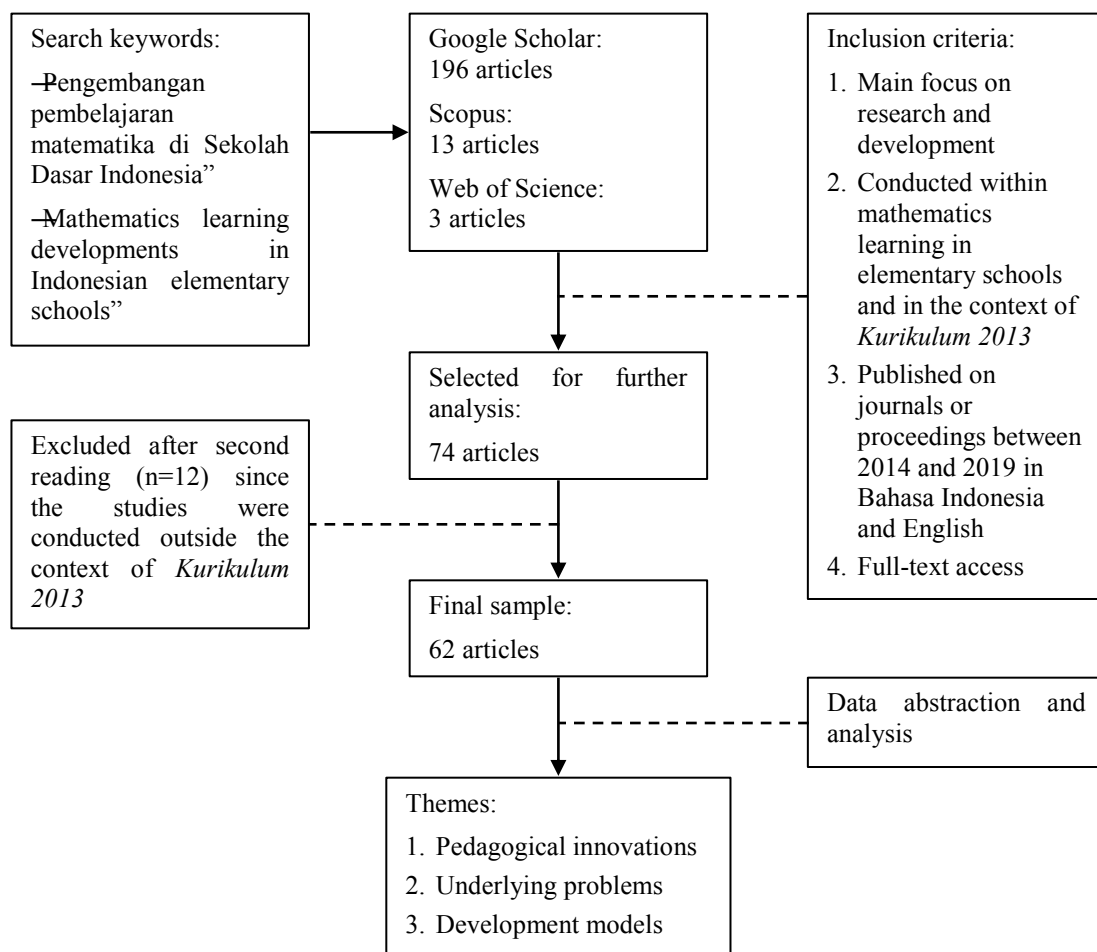 Search keywords:
―Pengembangan
pembelajaran
matematika di Sekolah
Dasar Indonesia”
―Mathematics learning
developments in
Indonesian elementary
schools”
Google Scholar:
196 articles
Scopus:
13 articles
Web of Science:
3 articles
Inclusion criteria:
1. Main focus on
research and
development
2. Conducted within
mathematics
learning in
elementary schools
and in the context of
Kurikulum 2013
3. Published on
journals or
proceedings between
2014 and 2019 in
Bahasa Indonesia
and English
4. Full-text access
Selected for further
analysis:
74 articles
Excluded after second
reading (n=12) since
the studies were
conducted outside the
context of Kurikulum
2013
Final sample:
62 articles
Data abstraction and
analysis
Themes:
1. Pedagogical innovations
2. Underlying problems
3. Development models